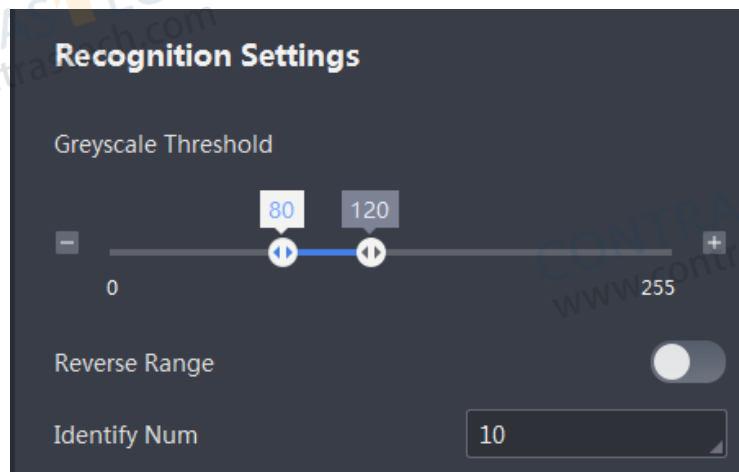 Recognition Settings
Greyscale Threshold
80 120
0 255
Reverse Range
Identify Num 10